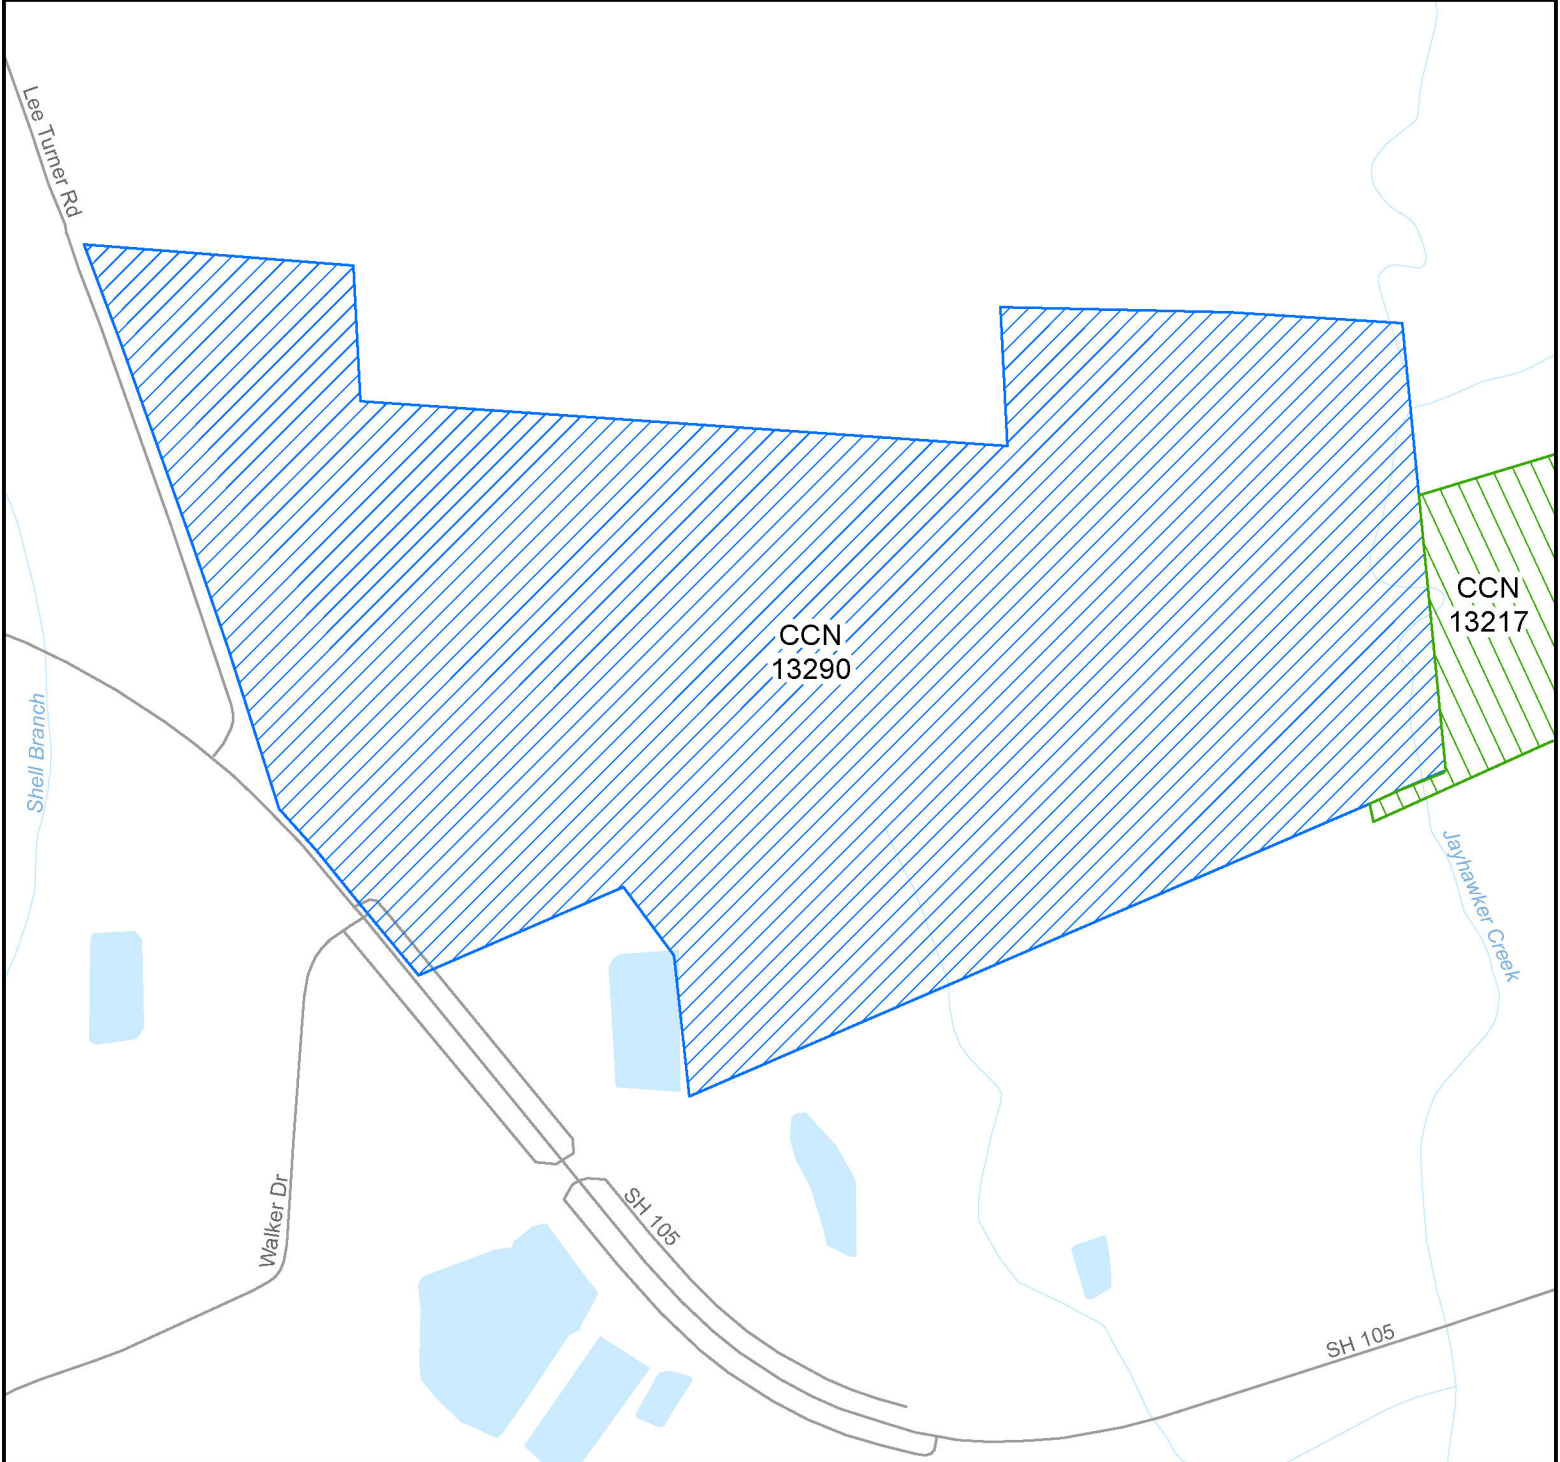 Lee Turner Rd
CCN
13217
CCN
13290
Shell Branch
Jayhawker Creek
Walker Dr
SH 105
SH 105